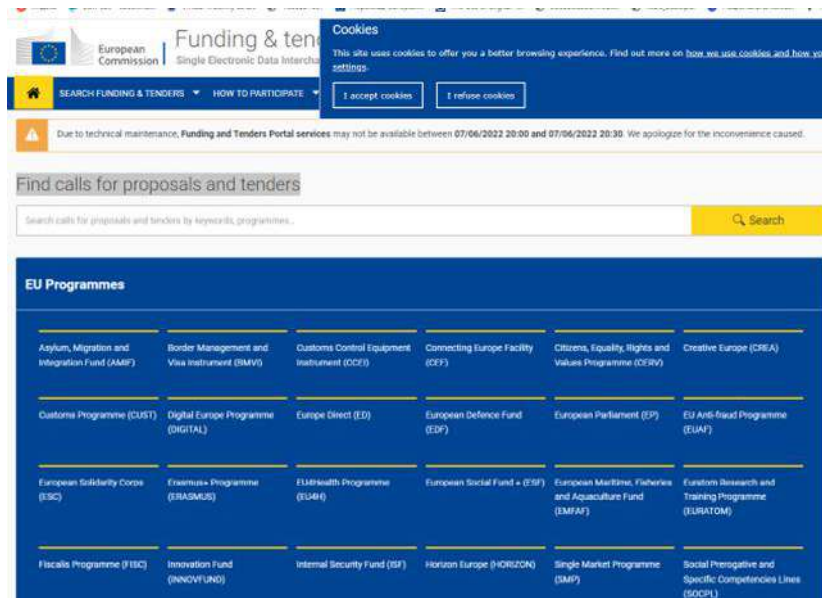 European
Commission
Funding & ten
Single Electronic Data Intercha
Cookies
This site uses cookies to offer you a better browsing experience. Find out more on how we use cookies and how yo
settings.
I accept cookies
I refuse cookies
SEARCH FUNDING & TENDERS
HOW TO PARTICIPATE
Due to technical maintenance, Funding and Tenders Portal services may not be available between 07/06/2022 20:00 and 07/06/2022 20:30. We apologize for the inconvenience caused.
Find calls for proposals and tenders
Search calls for proposals and tenders by keywords, programmes...
Search
EU Programmes
Asylum, Migration and
Integration Fund (AMIF)
Border Management and
Visa Instrument (BMVI)
Customs Control Equipment
Instrument (CCEI)
Connecting Europe Facility
(CEF)
Citizens, Equality, Rights and
Values Programme (CERV)
Creative Europe (CREA)
Customs Programme (CUST)
Digital Europe Programme
(DIGITAL)
Europe Direct (ED)
European Defence Fund
(EDF)
European Parliament (EP)
EU Anti-fraud Programme
(EUAF)
European Solidarity Corps
(ESC)
Erasmus+ Programme
(ERASMUS)
EU4Health Programme
(EU4H)
European Social Fund + (ESF)
European Maritime, Fisheries
and Aquaculture Fund
(EMFAF)
Euratom Research and
Training Programme
(EURATOM)
Fiscalis Programme (FISC)
Innovation Fund
(INNOVFUND)
Internal Security Fund (ISF)
Horizon Europe (HORIZON)
Single Market Programme
(SMP)
Social Prerogative and
Specific Competencies Lines
(SOCPL)